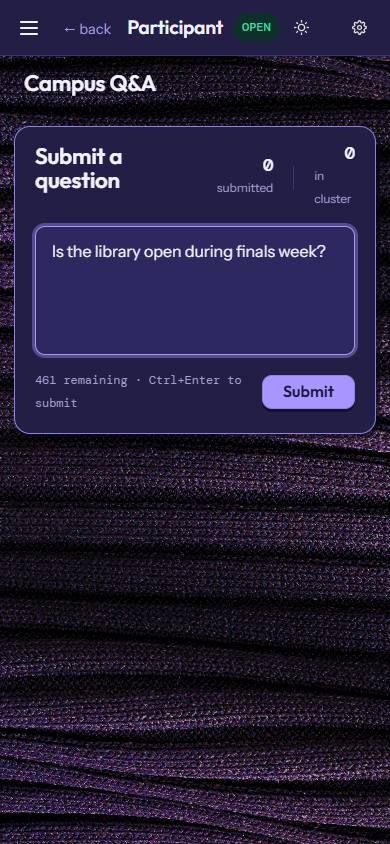 ← back Participant OPEN
Campus Q&A
Submit a question
0 submitted
0 in cluster
Is the library open during finals week?
461 remaining · Ctrl+Enter to submit
Submit